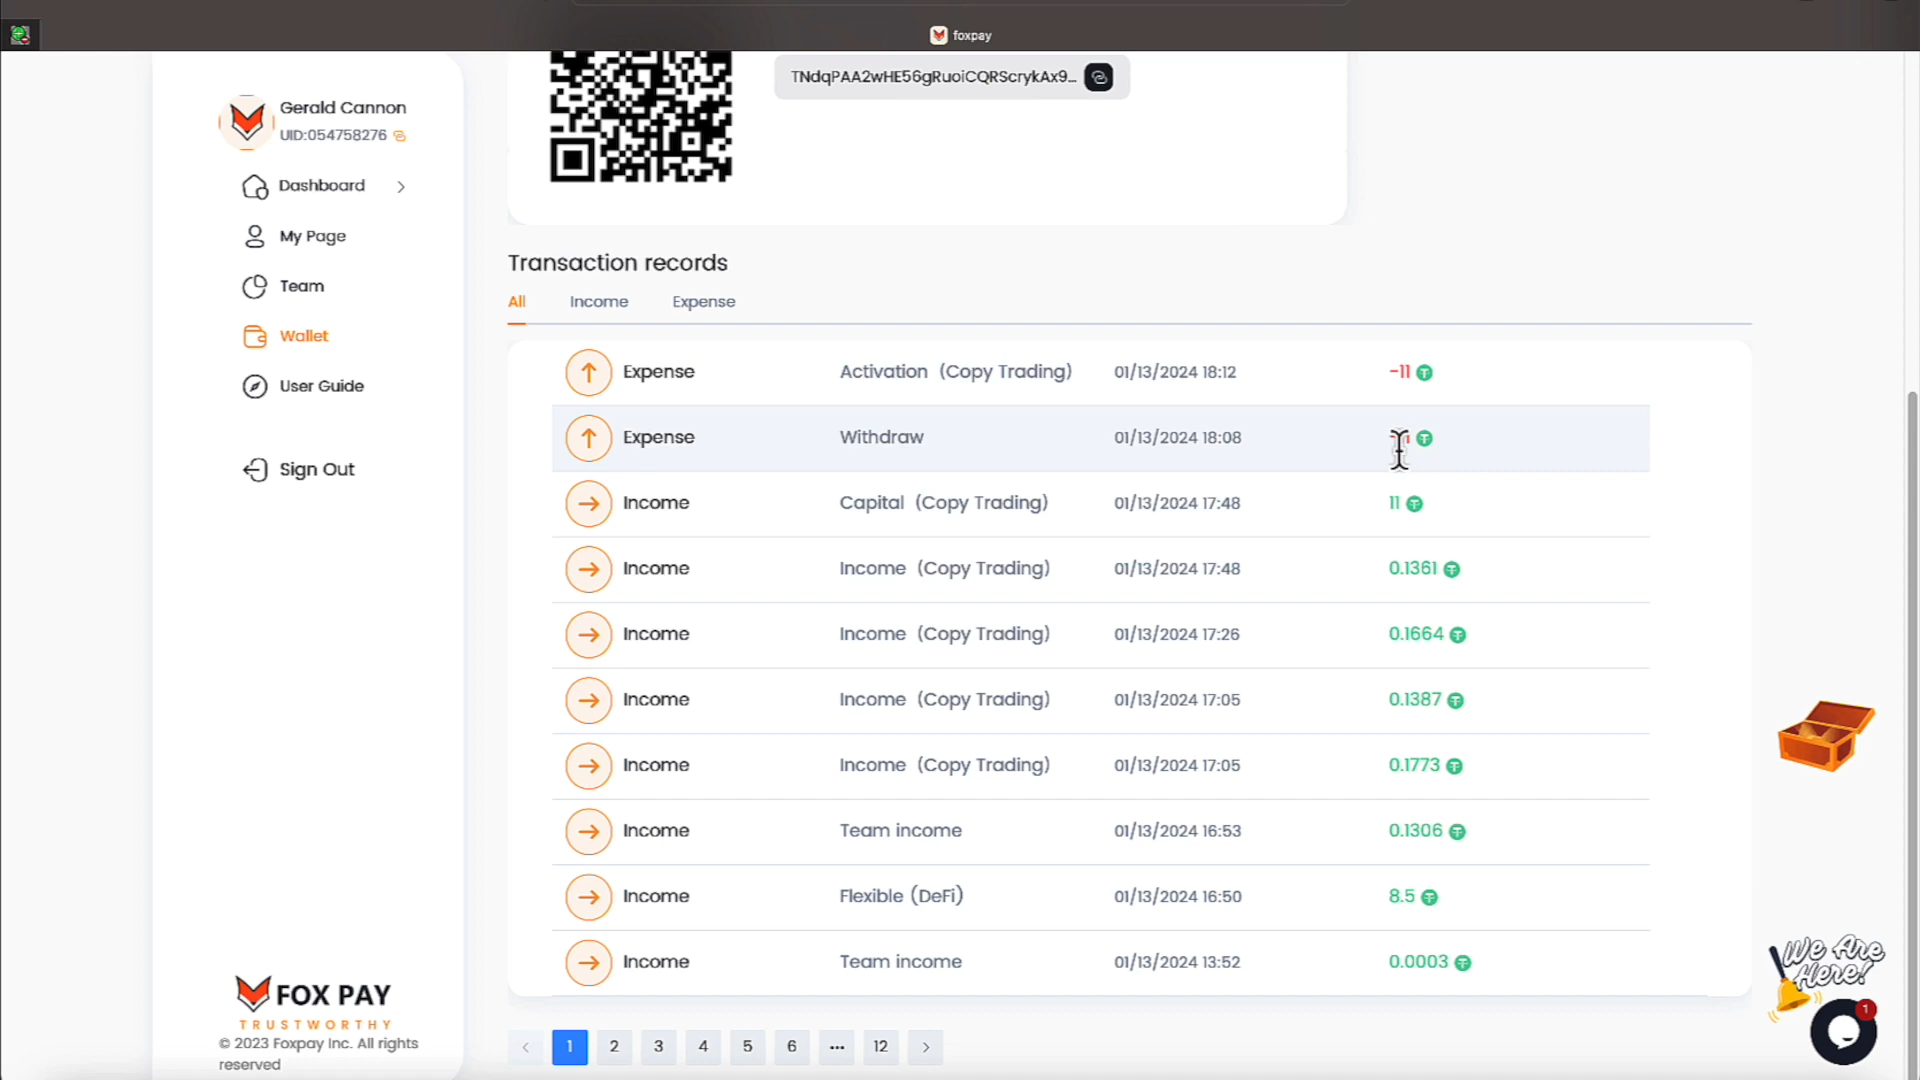 foxpay
TNdqPAA2wHE56gRuoiCQRScrykAx9...
Gerald Cannon
UID:054758276
Dashboard
My Page
Team
Wallet
User Guide
Sign Out
Transaction records
All Income Expense
Expense Activation (Copy Trading) 01/13/2024 18:12 -11
Expense Withdraw 01/13/2024 18:08
Income Capital (Copy Trading) 01/13/2024 17:48 11
Income Income (Copy Trading) 01/13/2024 17:48 0.1361
Income Income (Copy Trading) 01/13/2024 17:26 0.1664
Income Income (Copy Trading) 01/13/2024 17:05 0.1387
Income Income (Copy Trading) 01/13/2024 17:05 0.1773
Income Team income 01/13/2024 16:53 0.1306
Income Flexible (DeFi) 01/13/2024 16:50 8.5
Income Team income 01/13/2024 13:52 0.0003
FOX PAY
TRUSTWORTHY
© 2023 Foxpay Inc. All rights
reserved
< 1 2 3 4 5 6 ... 12 >
We Are
Here!
1